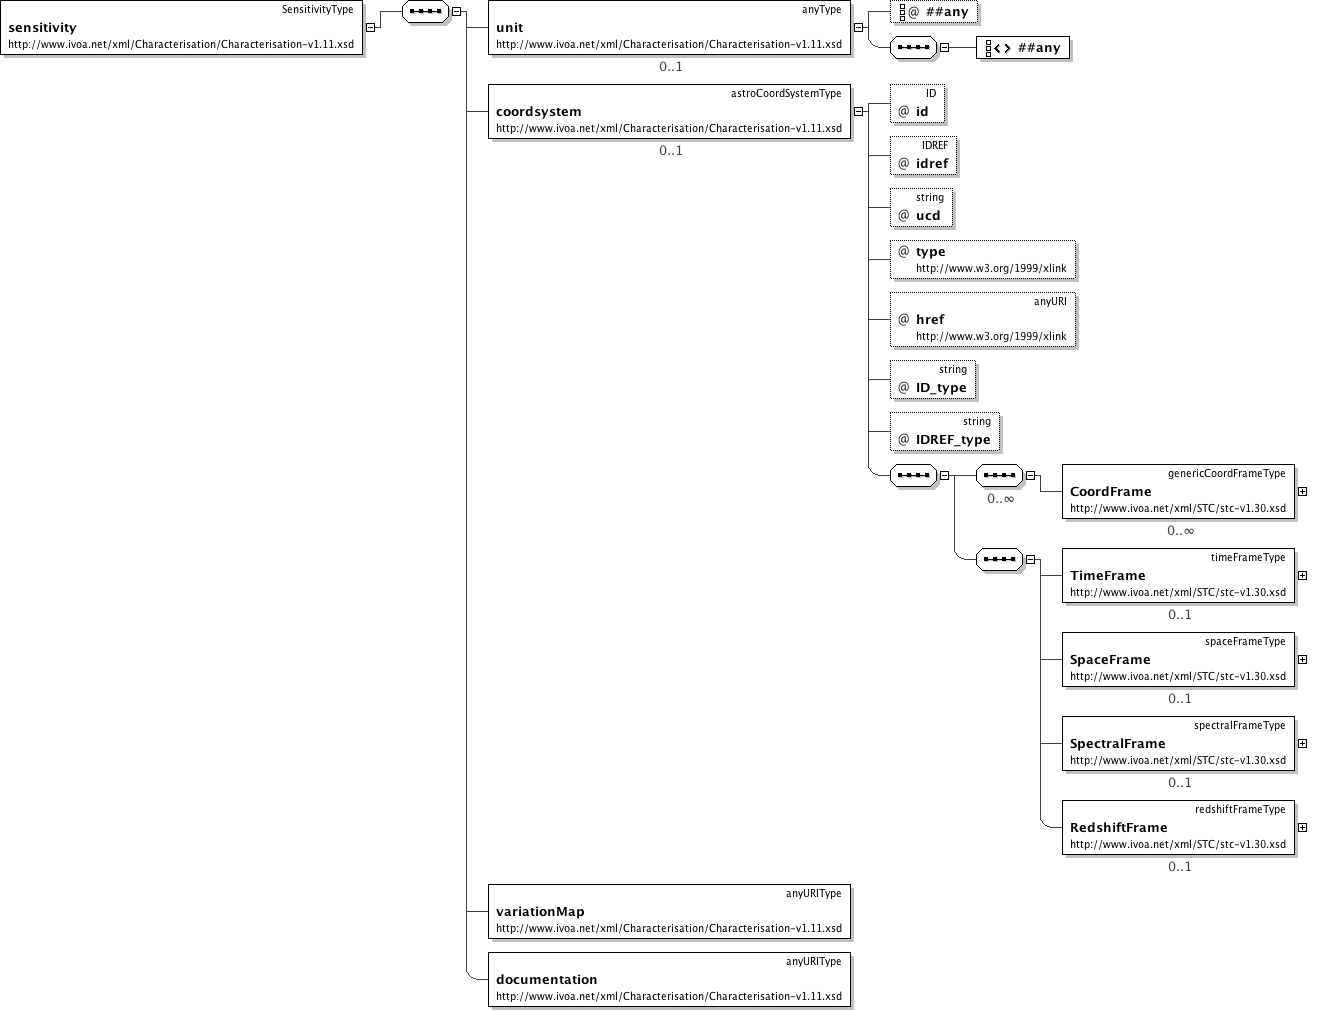 SensitivityType
sensitivity
http://www.ivoa.net/xml/Characterisation/Characterisation-v1.11.xsd
anyType
unit
http://www.ivoa.net/xml/Characterisation/Characterisation-v1.11.xsd
0..1
@ ##any
<> ##any
astroCoordSystemType
coordsystem
http://www.ivoa.net/xml/Characterisation/Characterisation-v1.11.xsd
0..1
ID
@ id
IDREF
@ idref
string
@ ucd
@ type
http://www.w3.org/1999/xlink
anyURI
@ href
http://www.w3.org/1999/xlink
string
@ ID_type
string
@ IDREF_type
0..∞
genericCoordFrameType
CoordFrame
http://www.ivoa.net/xml/STC/stc-v1.30.xsd
0..∞
timeFrameType
TimeFrame
http://www.ivoa.net/xml/STC/stc-v1.30.xsd
0..1
spaceFrameType
SpaceFrame
http://www.ivoa.net/xml/STC/stc-v1.30.xsd
0..1
spectralFrameType
SpectralFrame
http://www.ivoa.net/xml/STC/stc-v1.30.xsd
0..1
redshiftFrameType
RedshiftFrame
http://www.ivoa.net/xml/STC/stc-v1.30.xsd
0..1
anyURIType
variationMap
http://www.ivoa.net/xml/Characterisation/Characterisation-v1.11.xsd
anyURIType
documentation
http://www.ivoa.net/xml/Characterisation/Characterisation-v1.11.xsd